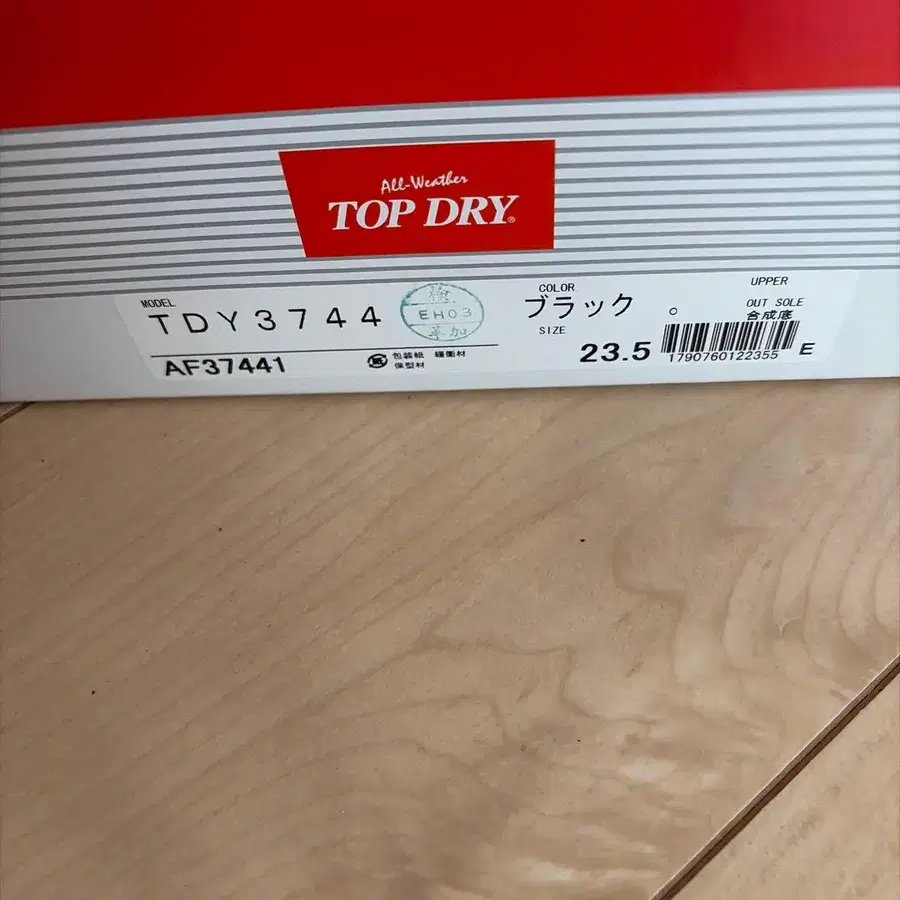 All-Weather
TOP DRY®
MODEL
TDY3744
AF37441
EH03
包装紙 緩衝材
保型材
COLOR
ブラック 。
SIZE
23.5
UPPER
OUT SOLE
合成底
1790760122355 E